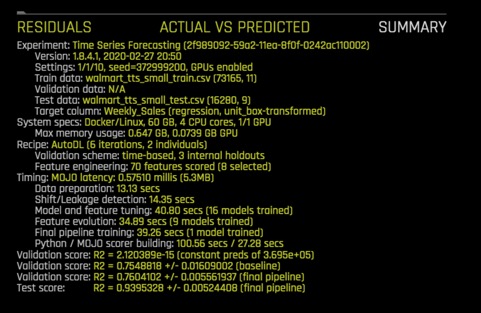 RESIDUALS ACTUAL VS PREDICTED SUMMARY
Experiment: Time Series Forecasting (2f989092-59a2-11ea-8f0f-0242ac110002)
Version: 1.8.4.1, 2020-02-27 20:50
Settings: 1/1/10, seed=372999200, GPUs enabled
Train data: walmart_tts_small_train.csv (73165, 11)
Validation data: N/A
Test data: walmart_tts_small_test.csv (16280, 9)
Target column: Weekly_Sales (regression, unit_box-transformed)
System specs: Docker/Linux, 60 GB, 4 CPU cores, 1/1 GPU
Max memory usage: 0.647 GB, 0.0739 GB GPU
Recipe: AutoDL (6 iterations, 2 individuals)
Validation scheme: time-based, 3 internal holdouts
Feature engineering: 70 features scored (8 selected)
Timing: MOJO latency: 0.57510 millis (5.3MB)
Data preparation: 13.13 secs
Shift/Leakage detection: 14.35 secs
Model and feature tuning: 40.80 secs (16 models trained)
Feature evolution: 34.89 secs (9 models trained)
Final pipeline training: 39.26 secs (1 model trained)
Python / MOJO scorer building: 100.56 secs / 27.28 secs
Validation score: R2 = 2.120389e-15 (constant preds of 3.695e+05)
Validation score: R2 = 0.7548818 +/- 0.01609002 (baseline)
Validation score: R2 = 0.7604102 +/- 0.005561937 (final pipeline)
Test score: R2 = 0.9395328 +/- 0.00524408 (final pipeline)